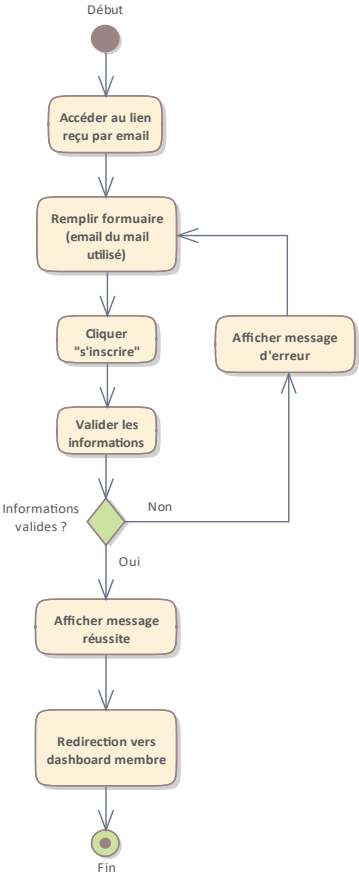 Début
Accéder au lien
reçu par email
Remplir formuaire
(email du mail
utilisé)
Cliquer
"s'inscrire"
Afficher message
d'erreur
Valider les
informations
Informations
valides ?
Non
Oui
Afficher message
réussite
Redirection vers
dashboard membre
Fin